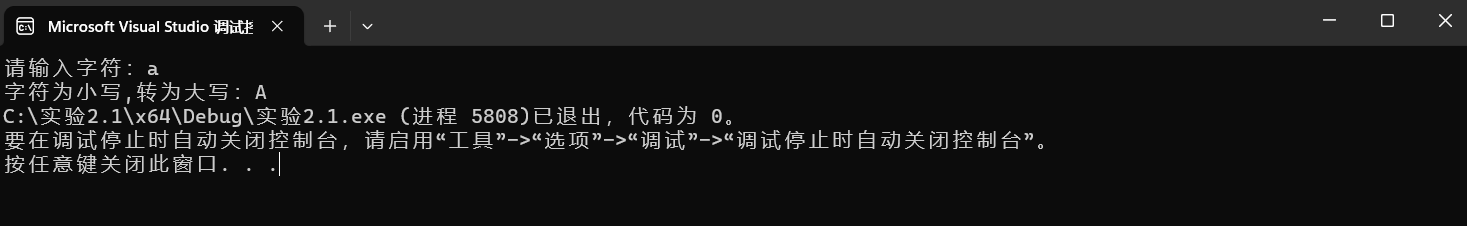 Microsoft Visual Studio 调试
请输入字符：a
字符为小写,转为大写：A
C:\实验2.1\x64\Debug\实验2.1.exe (进程 5808)已退出，代码为 0。
要在调试停止时自动关闭控制台，请启用“工具”->“选项”->“调试”->“调试停止时自动关闭控制台”。
按任意键关闭此窗口. . .